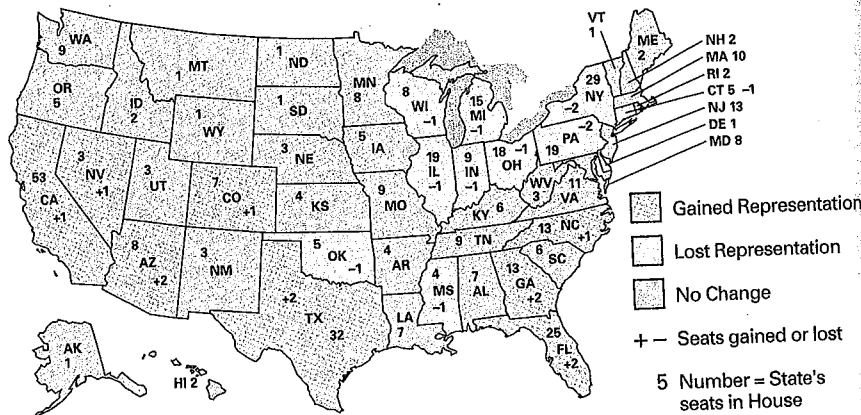 VT
1
ME
2
NH 2
MA 10
RI 2
CT 5 –1
NJ 13
DE 1
MD 8
WA
9
OR
5
ID
2
MT
1
1
ND
1
SD
1
WY
MN
8
8
WI
–1
15
MI
–1
29
NY
–2
–2
PA
19
3
NV
+1
53
CA
+1
3
UT
7
CO
+1
3
NE
4
KS
5
IA
9
MO
19
IL
–1
9
IN
–1
18 –1
OH
WV
3
11
VA
KY 6
9 TN
13 NC
+1
6
SC
8
AZ
+2
3
NM
5
OK
–1
4
AR
4
MS
–1
7
AL
13
GA
+2
+2
TX
32
LA
7
25
FL
+2
AK
1
HI 2
Gained Representation
Lost Representation
No Change
+ – Seats gained or lost
5 Number = State's
seats in House